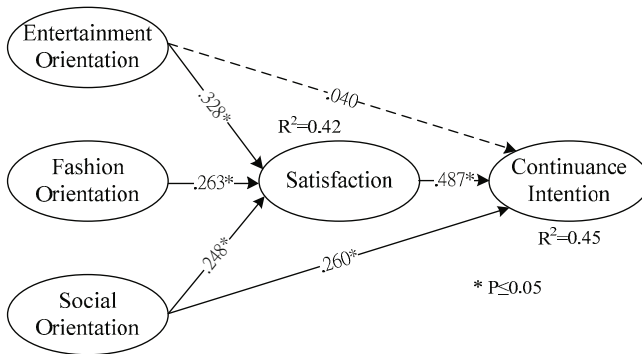 Entertainment
Orientation
.040
.328*
R²=0.42
Fashion
Orientation
.263*
Satisfaction
.487*
Continuance
Intention
.248*
.260*
R²=0.45
* P≤0.05
Social
Orientation